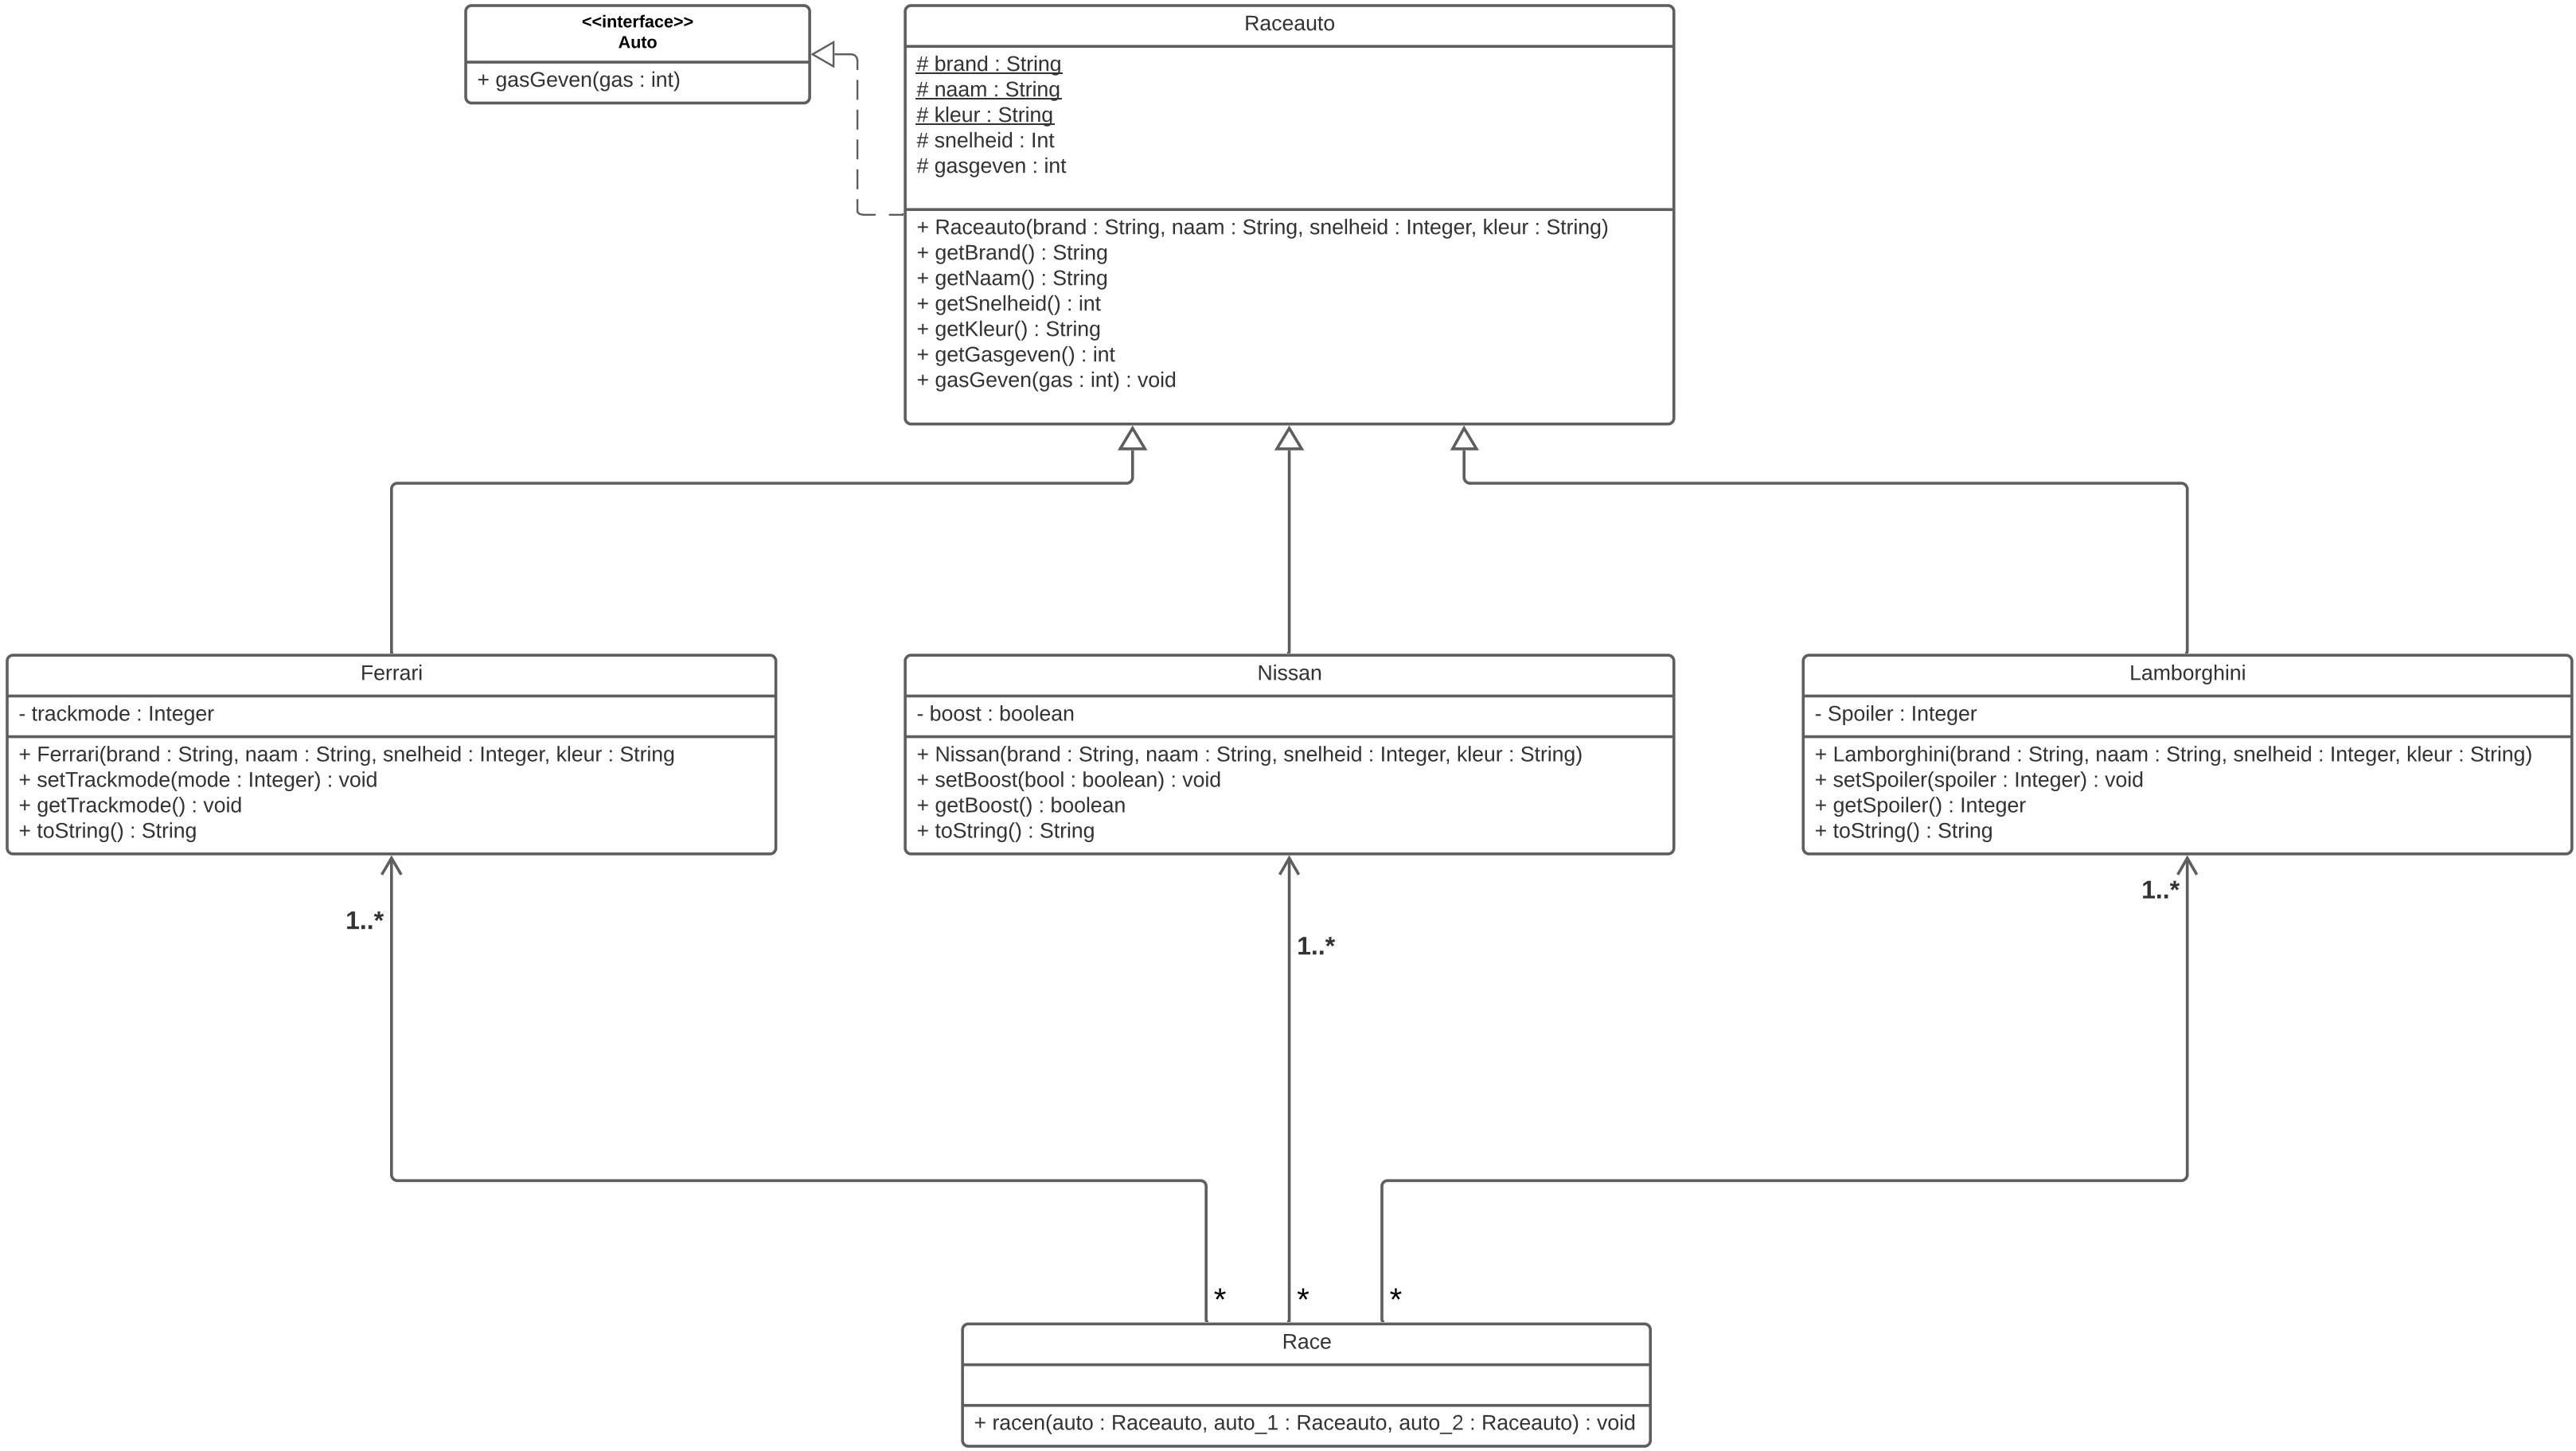 <<interface>>
Auto
+ gasGeven(gas : int)
Raceauto
# brand : String
# naam : String
# kleur : String
# snelheid : Int
# gasgeven : int
+ Raceauto(brand : String, naam : String, snelheid : Integer, kleur : String)
+ getBrand() : String
+ getNaam() : String
+ getSnelheid() : int
+ getKleur() : String
+ getGasgeven() : int
+ gasGeven(gas : int) : void
Ferrari
- trackmode : Integer
+ Ferrari(brand : String, naam : String, snelheid : Integer, kleur : String
+ setTrackmode(mode : Integer) : void
+ getTrackmode() : void
+ toString() : String
Nissan
- boost : boolean
+ Nissan(brand : String, naam : String, snelheid : Integer, kleur : String)
+ setBoost(bool : boolean) : void
+ getBoost() : boolean
+ toString() : String
Lamborghini
- Spoiler : Integer
+ Lamborghini(brand : String, naam : String, snelheid : Integer, kleur : String)
+ setSpoiler(spoiler : Integer) : void
+ getSpoiler() : Integer
+ toString() : String
1..*
1..*
1..*
*
*
*
Race
+ racen(auto : Raceauto, auto_1 : Raceauto, auto_2 : Raceauto) : void